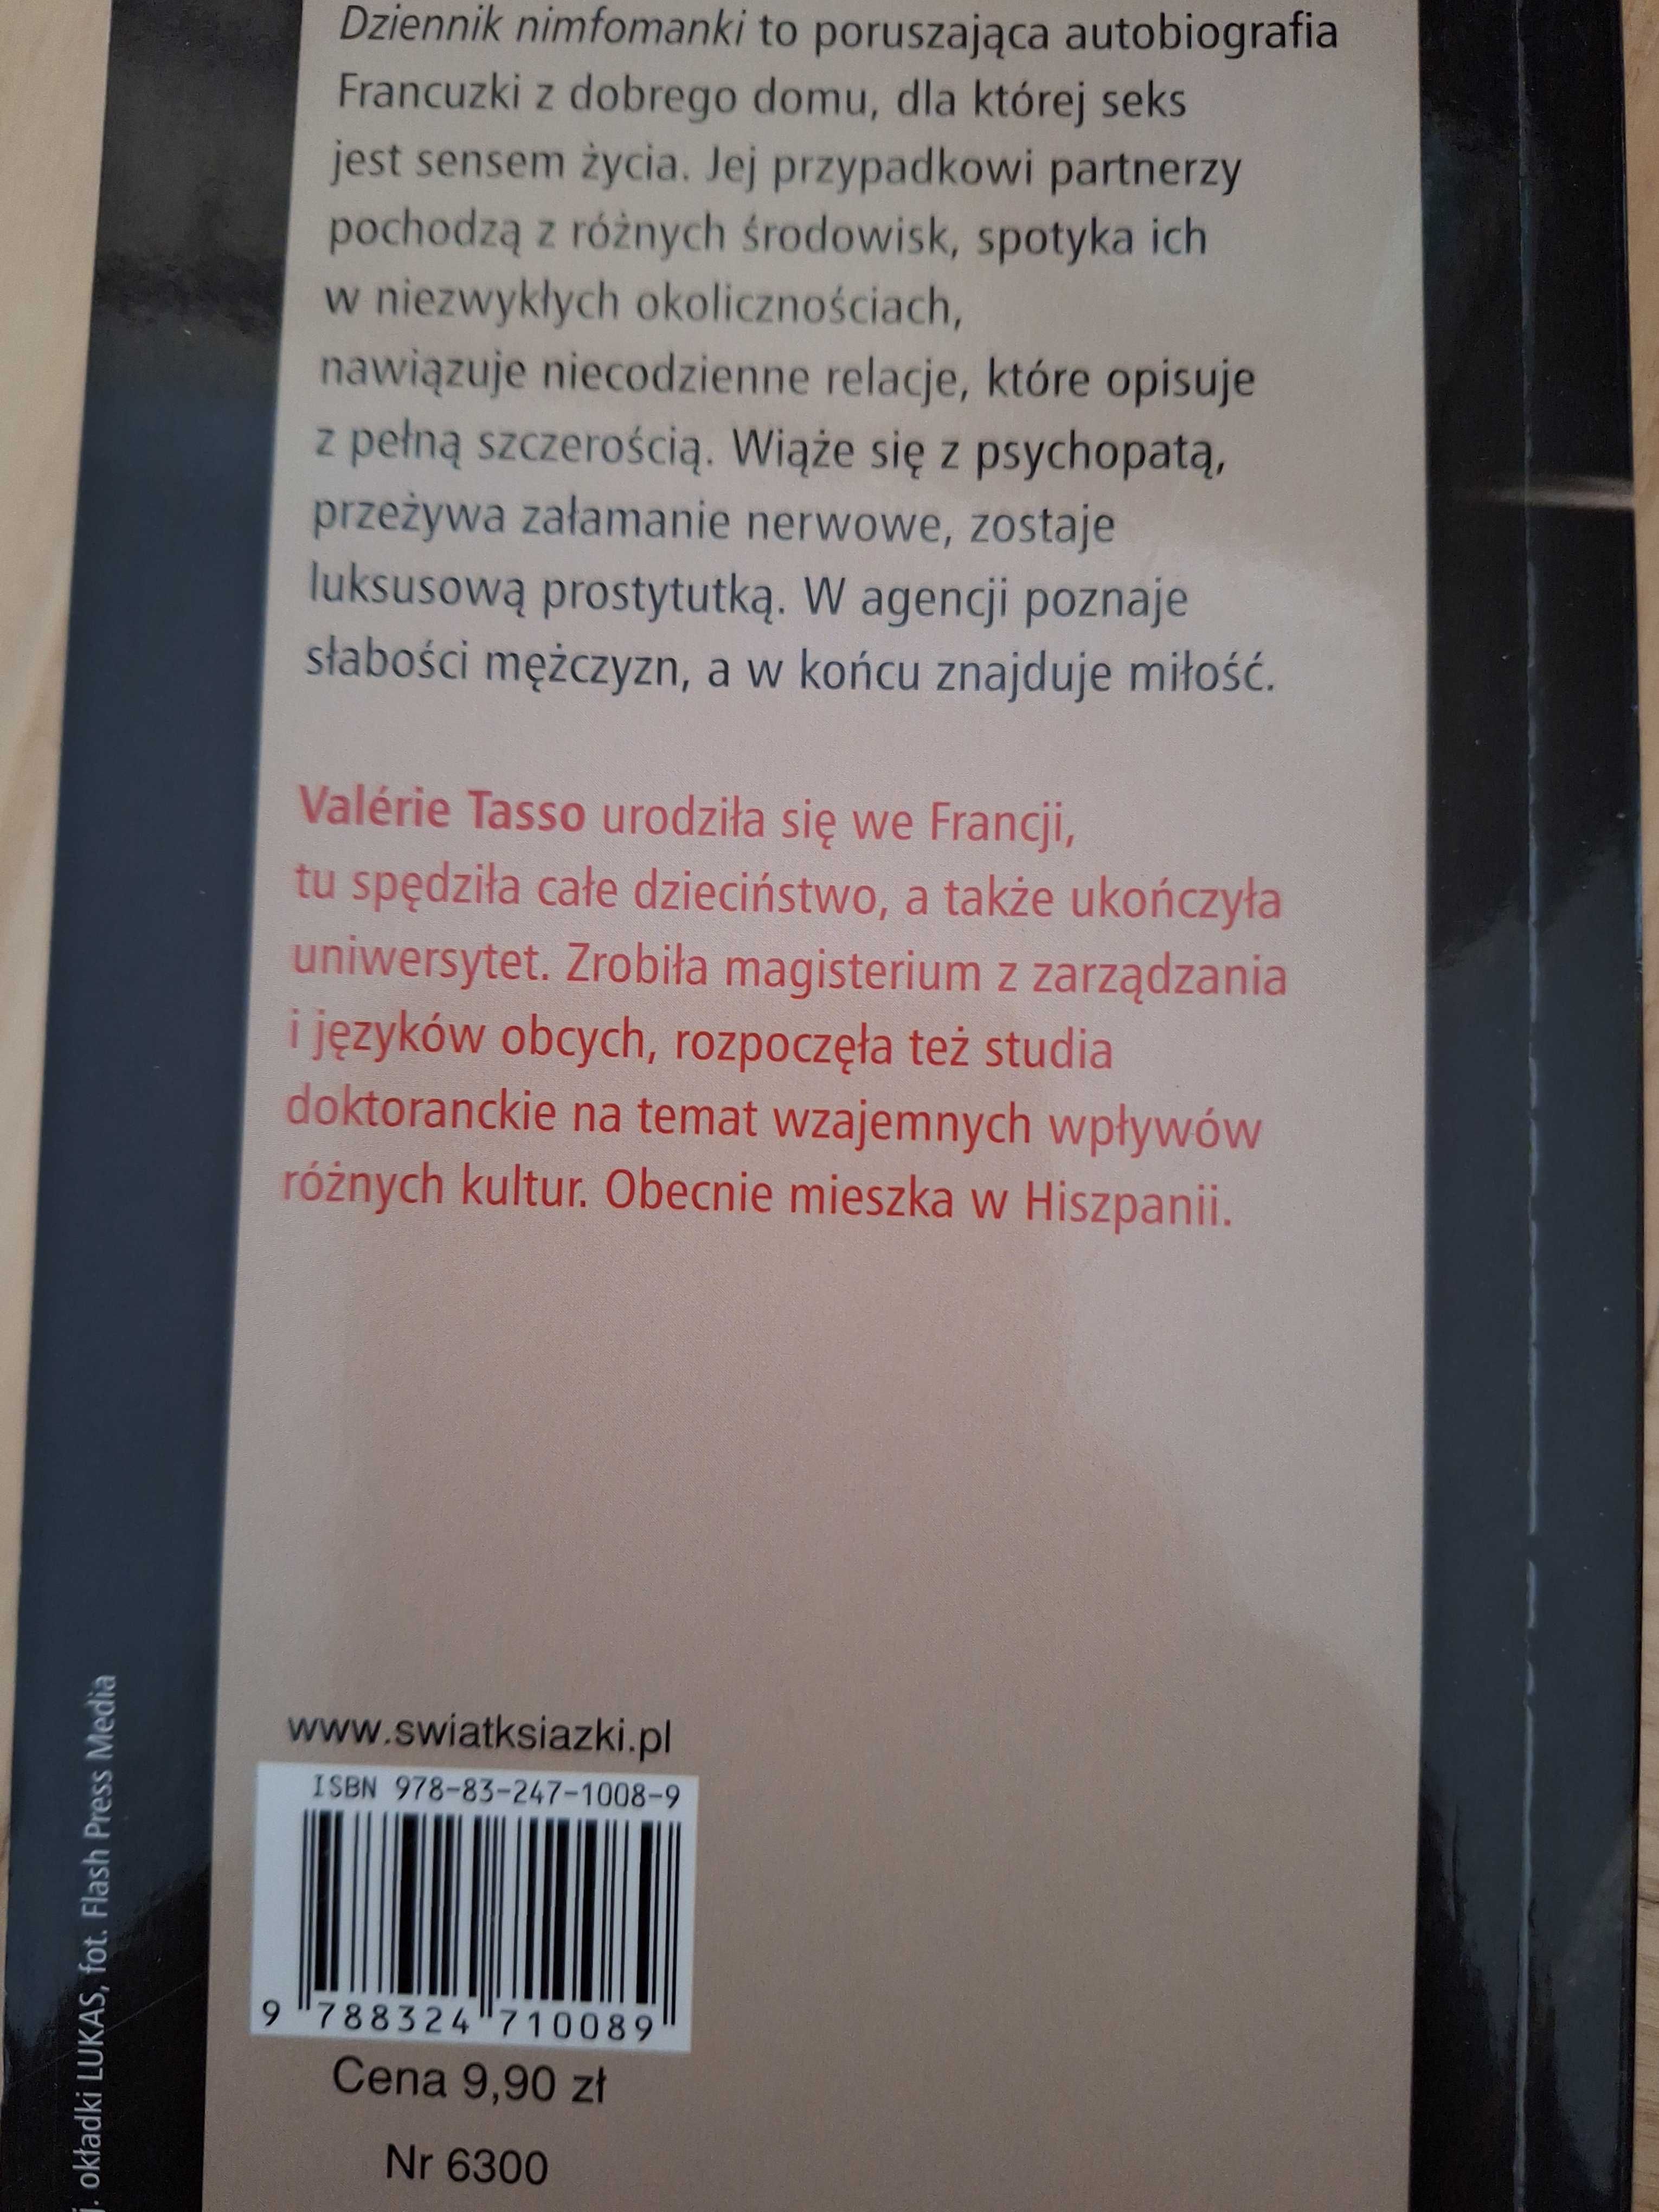 Dziennik nimfomanki to poruszająca autobiografia
Francuzki z dobrego domu, dla której seks
jest sensem życia. Jej przypadkowi partnerzy
pochodzą z różnych środowisk, spotyka ich
w niezwykłych okolicznościach,
nawiązuje niecodzienne relacje, które opisuje
z pełną szczerością. Wiąże się z psychopatą,
przeżywa załamanie nerwowe, zostaje
luksusową prostytutką. W agencji poznaje
słabości mężczyzn, a w końcu znajduje miłość.
Valérie Tasso urodziła się we Francji,
tu spędziła całe dzieciństwo, a także ukończyła
uniwersytet. Zrobiła magisterium z zarządzania
i języków obcych, rozpoczęła też studia
doktoranckie na temat wzajemnych wpływów
różnych kultur. Obecnie mieszka w Hiszpanii.
www.swiatksiazki.pl
ISBN 978-83-247-1008-9
9 788324 710089
Cena 9,90 zł
Nr 6300
okładki LUKAS, fot. Flash Press Media